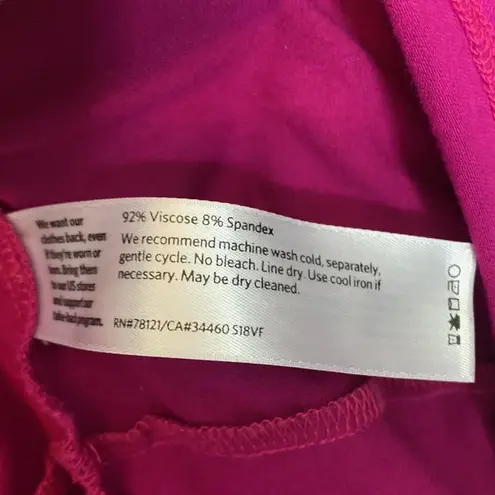 We want our
clothes back, even
if they're worn or
torn. Bring them
to our US stores
and support our
take-back program.
92% Viscose 8% Spandex
We recommend machine wash cold, separately,
gentle cycle. No bleach. Line dry. Use cool iron if
necessary. May be dry cleaned.
RN#78121/CA#34460 S18VF